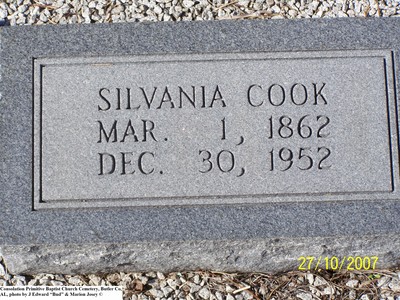 SILVANIA COOK
MAR. 1, 1862
DEC. 30, 1952
27/10/2007
Consolation Primitive Baptist Church Cemetery, Butler Co,
AL, photo by J Edward "Bud" & Marion Josey ©